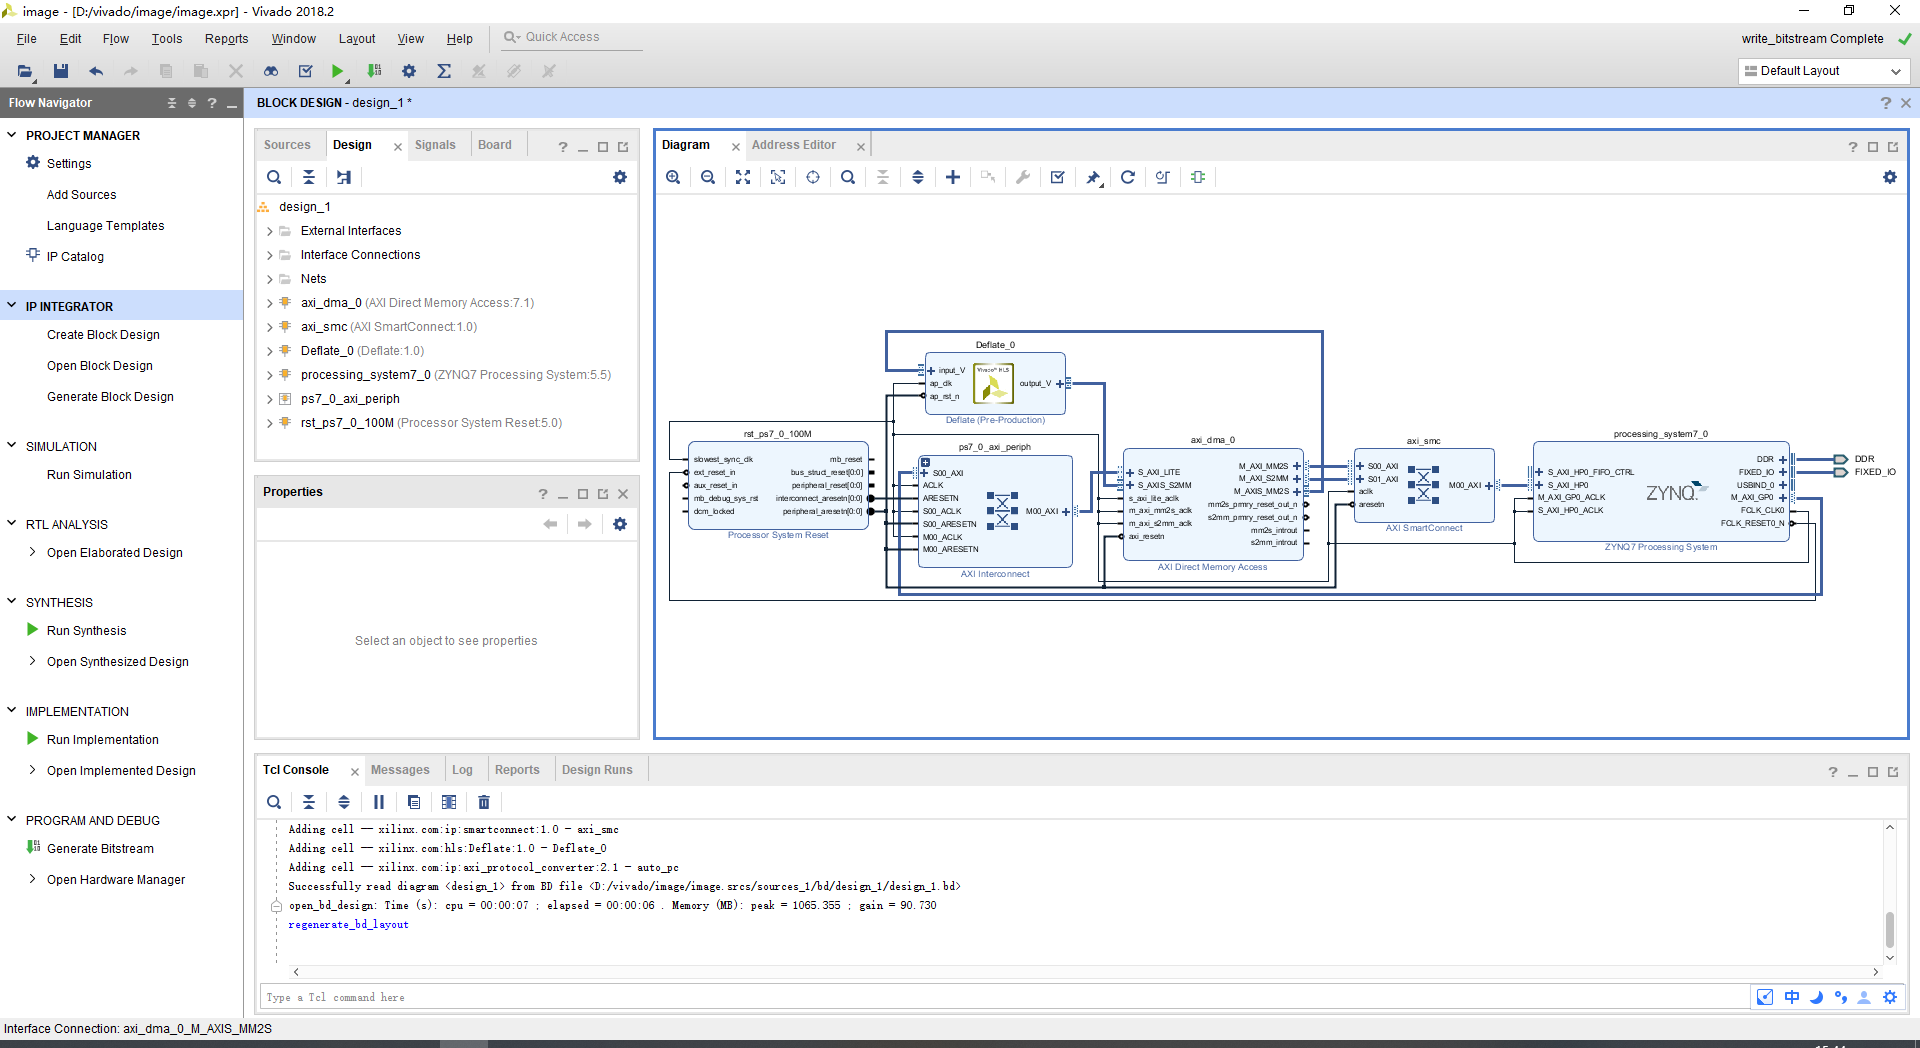 image - [D:/vivado/image/image.xpr] - Vivado 2018.2
File Edit Flow Tools Reports Window Layout View Help Quick Access
write_bitstream Complete
Default Layout
Flow Navigator
PROJECT MANAGER
Settings
Add Sources
Language Templates
IP Catalog
IP INTEGRATOR
Create Block Design
Open Block Design
Generate Block Design
SIMULATION
Run Simulation
RTL ANALYSIS
Open Elaborated Design
SYNTHESIS
Run Synthesis
Open Synthesized Design
IMPLEMENTATION
Run Implementation
Open Implemented Design
PROGRAM AND DEBUG
Generate Bitstream
Open Hardware Manager
BLOCK DESIGN - design_1 *
Sources Design Signals Board
design_1
External Interfaces
Interface Connections
Nets
axi_dma_0 (AXI Direct Memory Access:7.1)
axi_smc (AXI SmartConnect:1.0)
Deflate_0 (Deflate:1.0)
processing_system7_0 (ZYNQ7 Processing System:5.5)
ps7_0_axi_periph
rst_ps7_0_100M (Processor System Reset:5.0)
Properties
Select an object to see properties
Diagram Address Editor
rst_ps7_0_100M
slowest_sync_clk
ext_reset_in
aux_reset_in
mb_debug_sys_rst
dcm_locked
mb_reset
bus_struct_reset[0:0]
peripheral_reset[0:0]
interconnect_aresetn[0:0]
peripheral_aresetn[0:0]
Processor System Reset
Deflate_0
input_V
ap_clk
ap_rst_n
Vivado™ HLS
output_V
Deflate (Pre-Production)
ps7_0_axi_periph
S00_AXI
ACLK
ARESETN
S00_ACLK
S00_ARESETN
M00_ACLK
M00_ARESETN
M00_AXI
AXI Interconnect
axi_dma_0
S_AXI_LITE
S_AXIS_S2MM
s_axi_lite_aclk
m_axi_mm2s_aclk
m_axi_s2mm_aclk
axi_resetn
M_AXI_MM2S
M_AXI_S2MM
M_AXIS_MM2S
mm2s_prmry_reset_out_n
s2mm_prmry_reset_out_n
mm2s_introut
s2mm_introut
AXI Direct Memory Access
axi_smc
S00_AXI
S01_AXI
aclk
aresetn
M00_AXI
AXI SmartConnect
processing_system7_0
S_AXI_HP0_FIFO_CTRL
S_AXI_HP0
M_AXI_GP0_ACLK
S_AXI_HP0_ACLK
ZYNQ
DDR
FIXED_IO
USBIND_0
M_AXI_GP0
FCLK_CLK0
FCLK_RESET0_N
ZYNQ7 Processing System
DDR
FIXED_IO
Tcl Console Messages Log Reports Design Runs
Adding cell -- xilinx.com:ip:smartconnect:1.0 - axi_smc
Adding cell -- xilinx.com:hls:Deflate:1.0 - Deflate_0
Adding cell -- xilinx.com:ip:axi_protocol_converter:2.1 - auto_pc
Successfully read diagram <design_1> from BD file <D:/vivado/image/image.srcs/sources_1/bd/design_1/design_1.bd>
open_bd_design: Time (s): cpu = 00:00:07 ; elapsed = 00:00:06 . Memory (MB): peak = 1065.355 ; gain = 90.730
regenerate_bd_layout
Type a Tcl command here
中
Interface Connection: axi_dma_0_M_AXIS_MM2S